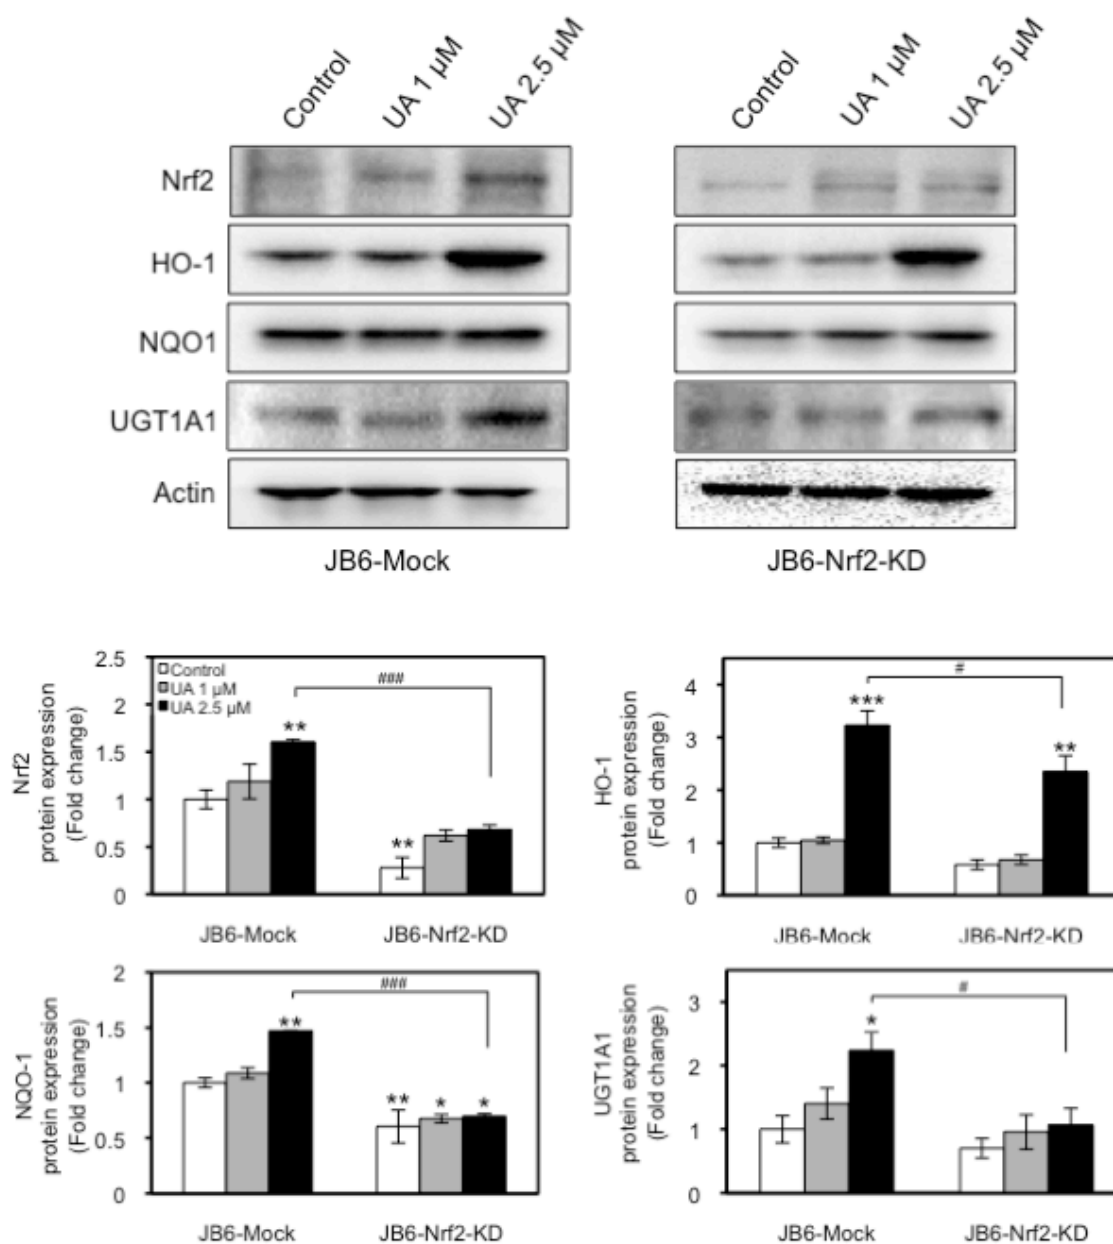 Control UA 1 µM UA 2.5 µM Control UA 1 µM UA 2.5 µM
Nrf2
HO-1
NQO1
UGT1A1
Actin
JB6-Mock JB6-Nrf2-KD
Nrf2
protein expression
(Fold change)
2.5
2
1.5
1
0.5
0
Control
UA 1 µM
UA 2.5 µM
###
**
**
JB6-Mock JB6-Nrf2-KD
HO-1
protein expression
(Fold change)
4
3
2
1
0
#
***
**
JB6-Mock JB6-Nrf2-KD
NQO-1
protein expression
(Fold change)
2
1.5
1
0.5
0
###
**
** * *
JB6-Mock JB6-Nrf2-KD
UGT1A1
protein expression
(Fold change)
3
2
1
0
#
*
JB6-Mock JB6-Nrf2-KD